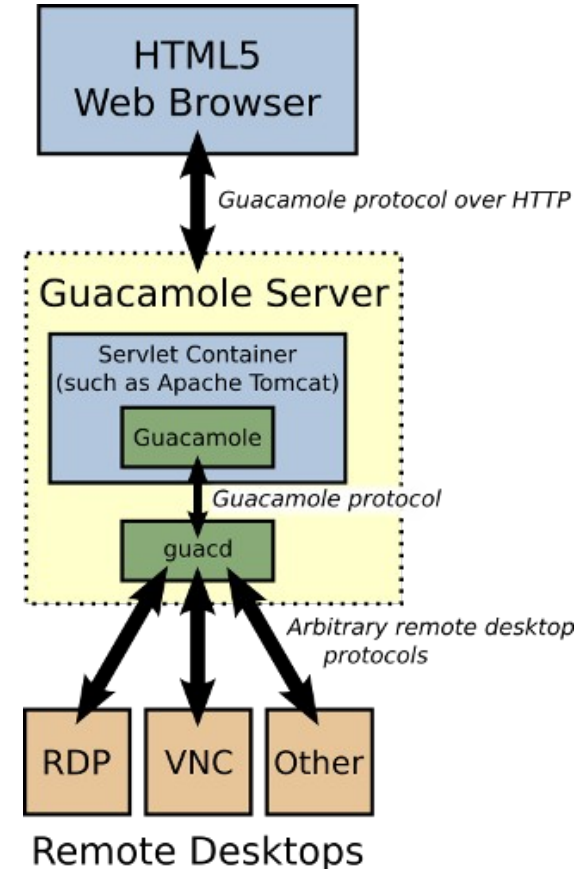 HTML5
Web Browser
Guacamole protocol over HTTP
Guacamole Server
Servlet Container
(such as Apache Tomcat)
Guacamole
Guacamole protocol
guacd
Arbitrary remote desktop
protocols
RDP
VNC
Other
Remote Desktops